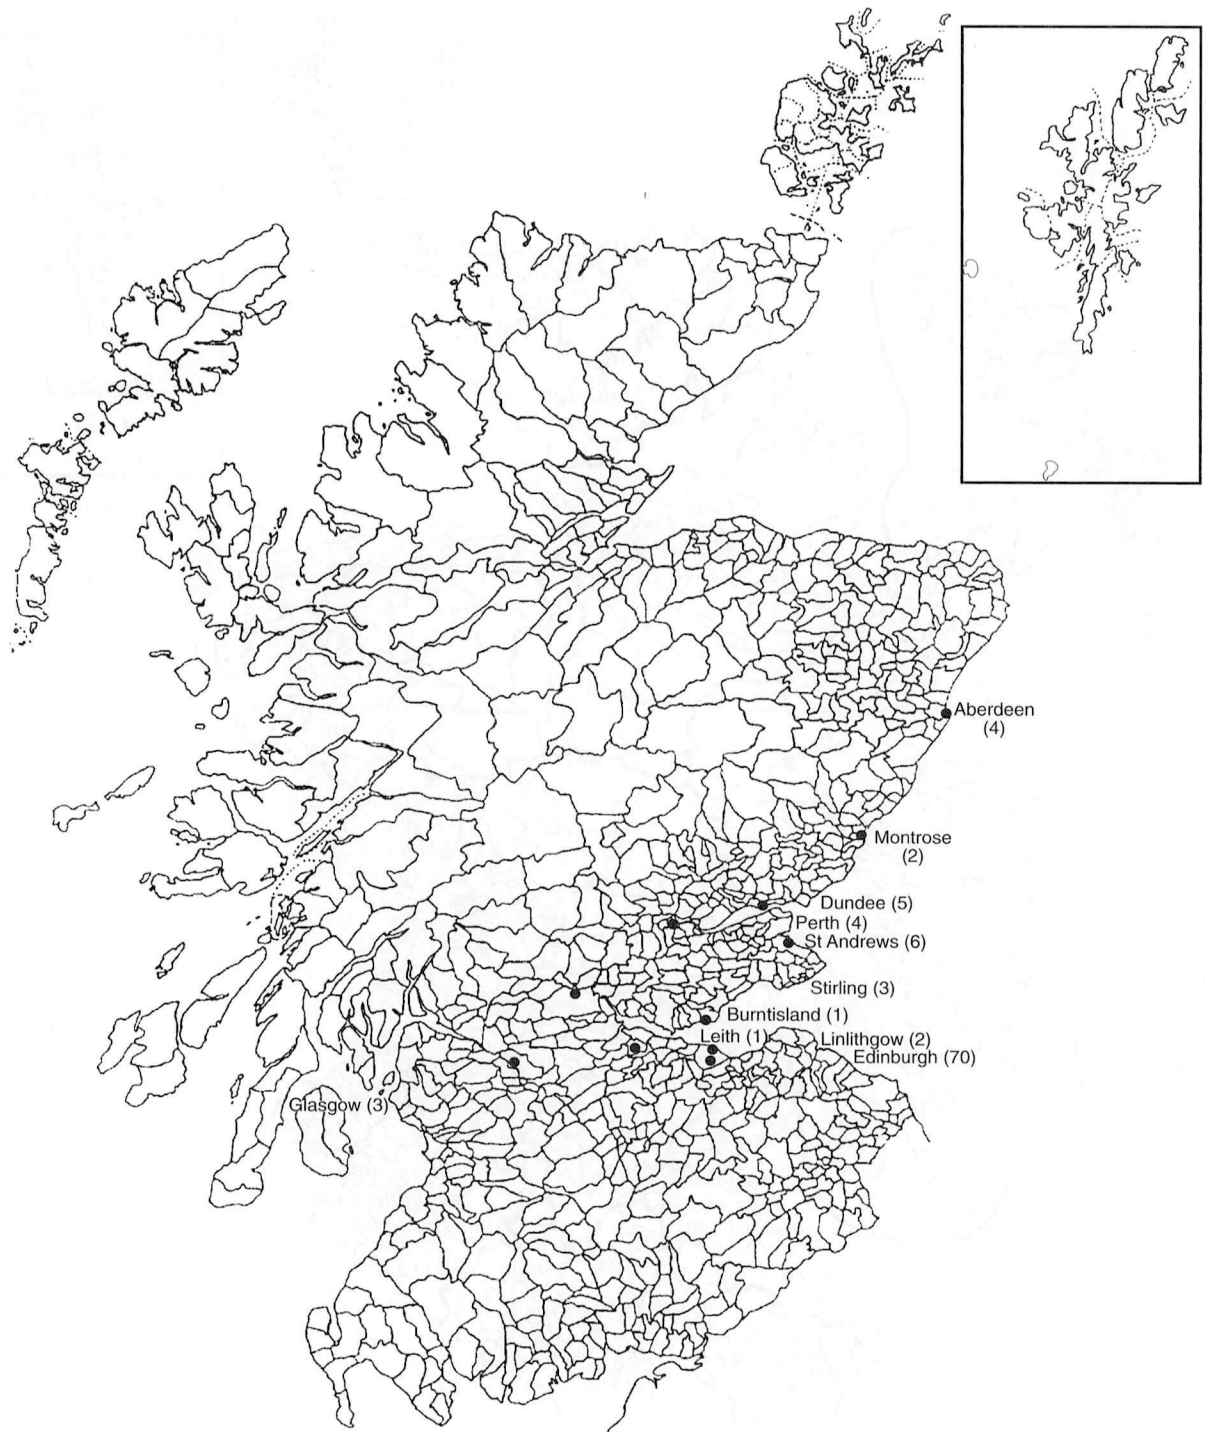 Aberdeen
(4)
Montrose
(2)
Dundee (5)
Perth (4)
St Andrews (6)
Stirling (3)
Burntisland (1)
Leith (1)
Linlithgow (2)
Edinburgh (70)
Glasgow (3)